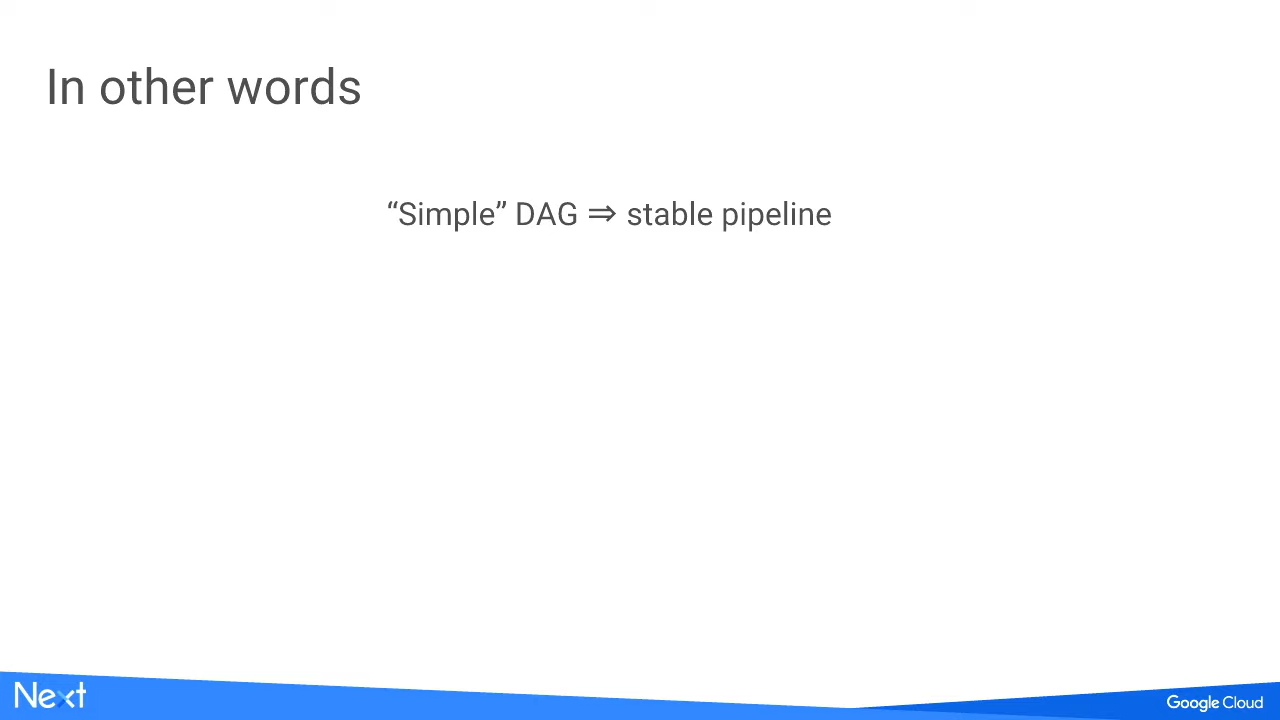 In other words
“Simple” DAG ⇒ stable pipeline
Next
Google Cloud